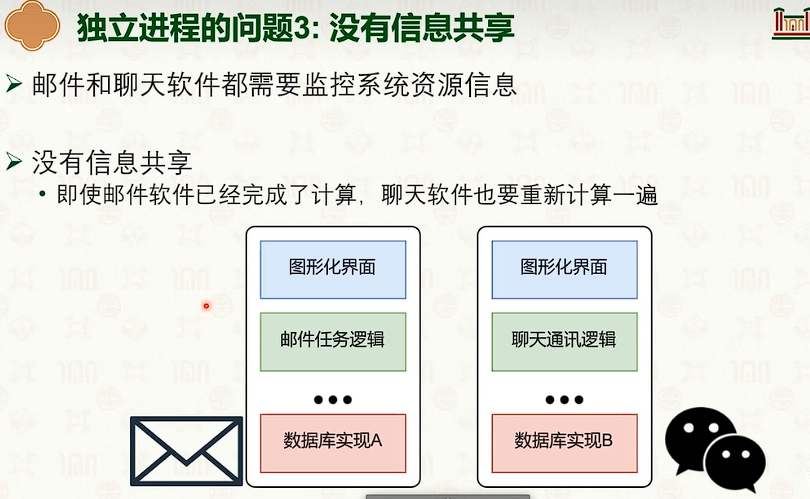 独立进程的问题3: 没有信息共享
邮件和聊天软件都需要监控系统资源信息
没有信息共享
即使邮件软件已经完成了计算，聊天软件也要重新计算一遍
图形化界面
图形化界面
邮件任务逻辑
聊天通讯逻辑
数据库实现A
数据库实现B